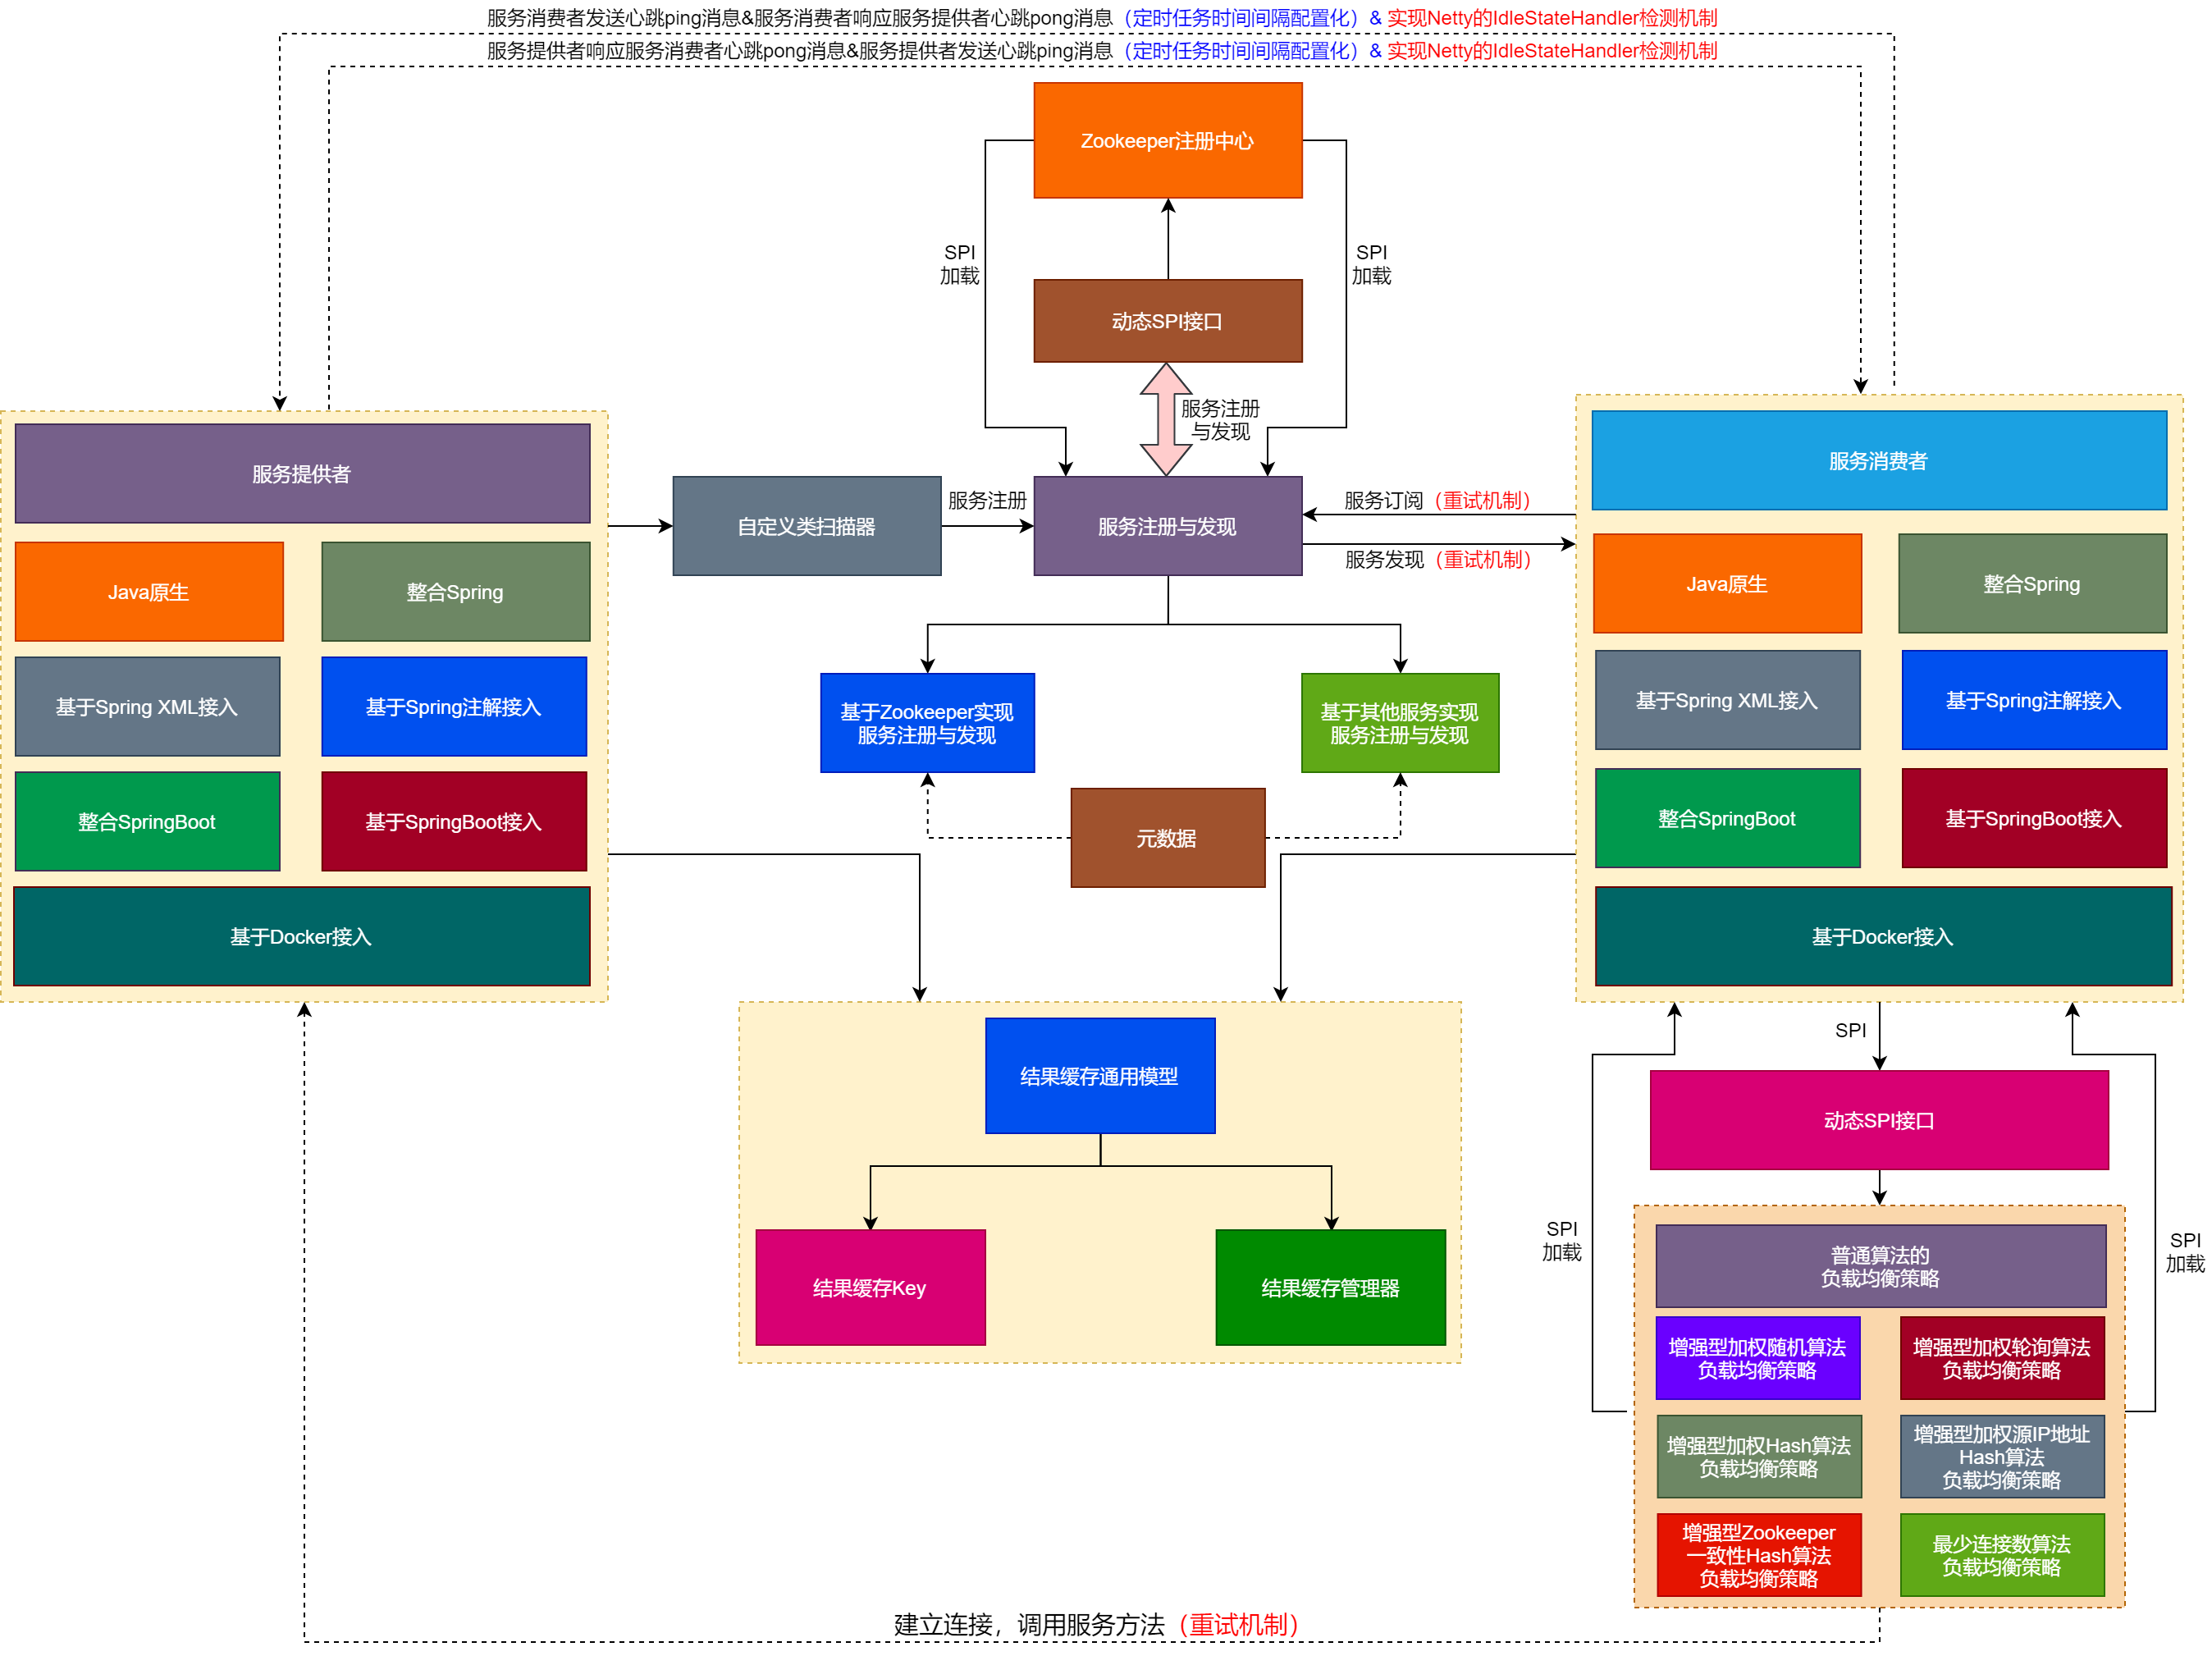 服务消费者发送心跳ping消息&服务消费者响应服务提供者心跳pong消息（定时任务时间间隔配置化）& 实现Netty的IdleStateHandler检测机制
服务提供者响应服务消费者心跳pong消息&服务提供者发送心跳ping消息（定时任务时间间隔配置化）& 实现Netty的IdleStateHandler检测机制
Zookeeper注册中心
SPI
加载
SPI
加载
动态SPI接口
服务注册
与发现
服务提供者
Java原生
整合Spring
基于Spring XML接入
基于Spring注解接入
整合SpringBoot
基于SpringBoot接入
基于Docker接入
自定义类扫描器
服务注册
服务注册与发现
服务订阅（重试机制）
服务发现（重试机制）
基于Zookeeper实现
服务注册与发现
基于其他服务实现
服务注册与发现
元数据
服务消费者
Java原生
整合Spring
基于Spring XML接入
基于Spring注解接入
整合SpringBoot
基于SpringBoot接入
基于Docker接入
结果缓存通用模型
结果缓存Key
结果缓存管理器
SPI
动态SPI接口
SPI
加载
SPI
加载
普通算法的
负载均衡策略
增强型加权随机算法
负载均衡策略
增强型加权轮询算法
负载均衡策略
增强型加权Hash算法
负载均衡策略
增强型加权源IP地址
Hash算法
负载均衡策略
增强型Zookeeper
一致性Hash算法
负载均衡策略
最少连接数算法
负载均衡策略
建立连接，调用服务方法（重试机制）